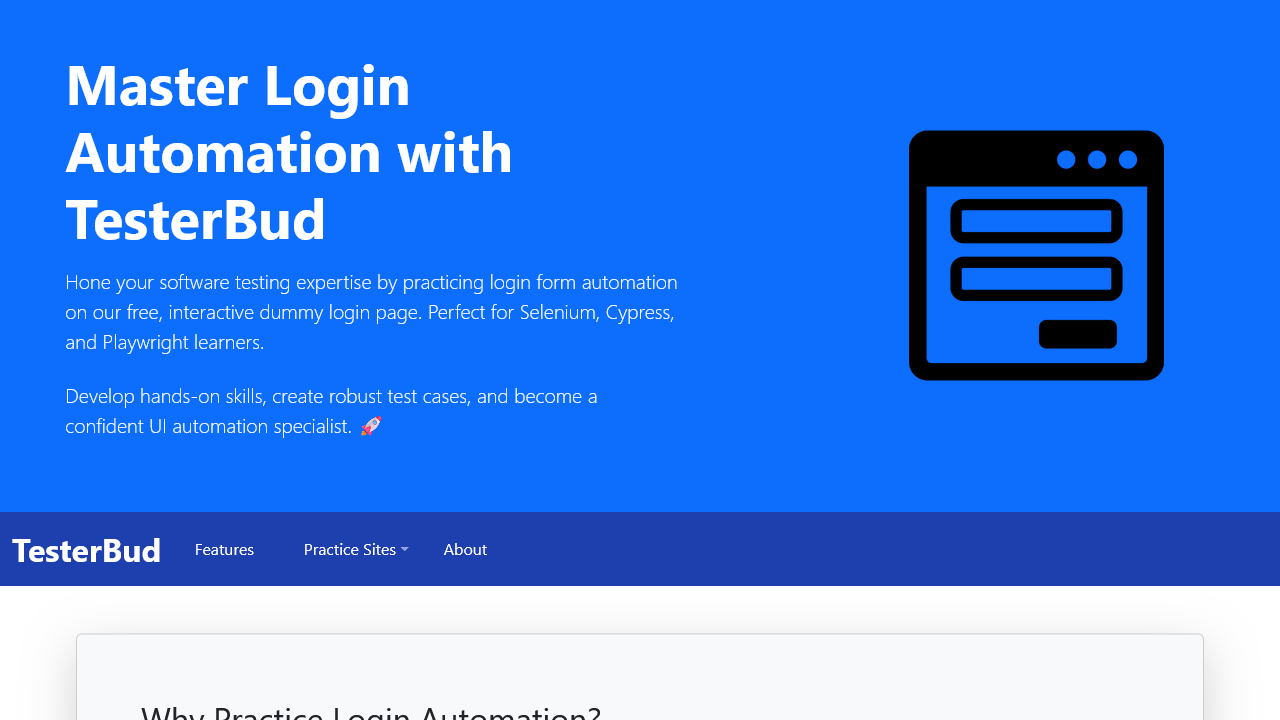 Master Login
Automation with
TesterBud
Hone your software testing expertise by practicing login form automation
on our free, interactive dummy login page. Perfect for Selenium, Cypress,
and Playwright learners.
Develop hands-on skills, create robust test cases, and become a
confident UI automation specialist. 🚀
TesterBud
Features
Practice Sites
About
Why Practice Login Automation?